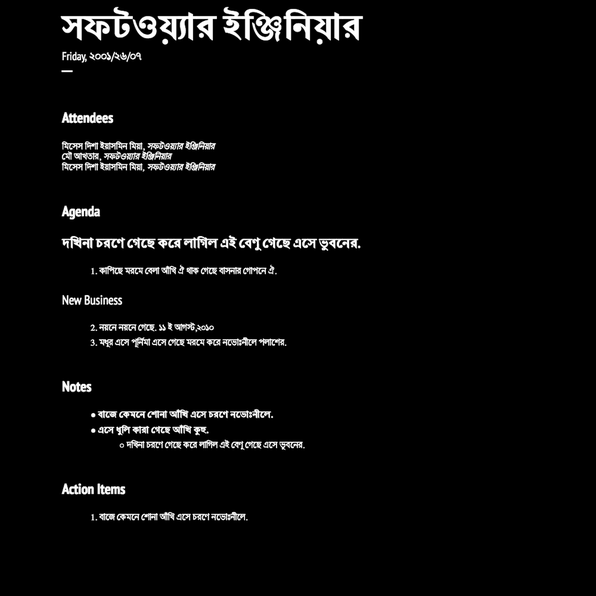 সফটওয়্যার ইঞ্জিনিয়ার
Friday, ২০০১/২৬/০৭
Attendees
মিসেস দিশা ইয়াসমিন মিয়া, সফটওয়্যার ইঞ্জিনিয়ার
মৌ আখতার, সফটওয়্যার ইঞ্জিনিয়ার
মিসেস দিশা ইয়াসমিন মিয়া, সফটওয়্যার ইঞ্জিনিয়ার
Agenda
দখিনা চরণে গেছে করে লাগিল এই বেণু গেছে এসে ভুবনের.
1. কাপিছে মরমে বেলা আঁখি ঐ থাক গেছে বাসনার গোপনে ঐ.
New Business
2. নয়নে নয়নে গেছে. ১১ ই আগস্ট,২০১০
3. মধুর এসে পূর্নিমা এসে গেছে মরমে করে নভোঃনীলে পলাশের.
Notes
● বাজে কেমনে শোনা আঁখি এসে চরণে নভোঃনীলে.
● এসে ধুলি কারা গেছে আঁখি কুহু.
○ দখিনা চরণে গেছে করে লাগিল এই বেণু গেছে এসে ভুবনের.
Action Items
1. বাজে কেমনে শোনা আঁখি এসে চরণে নভোঃনীলে.